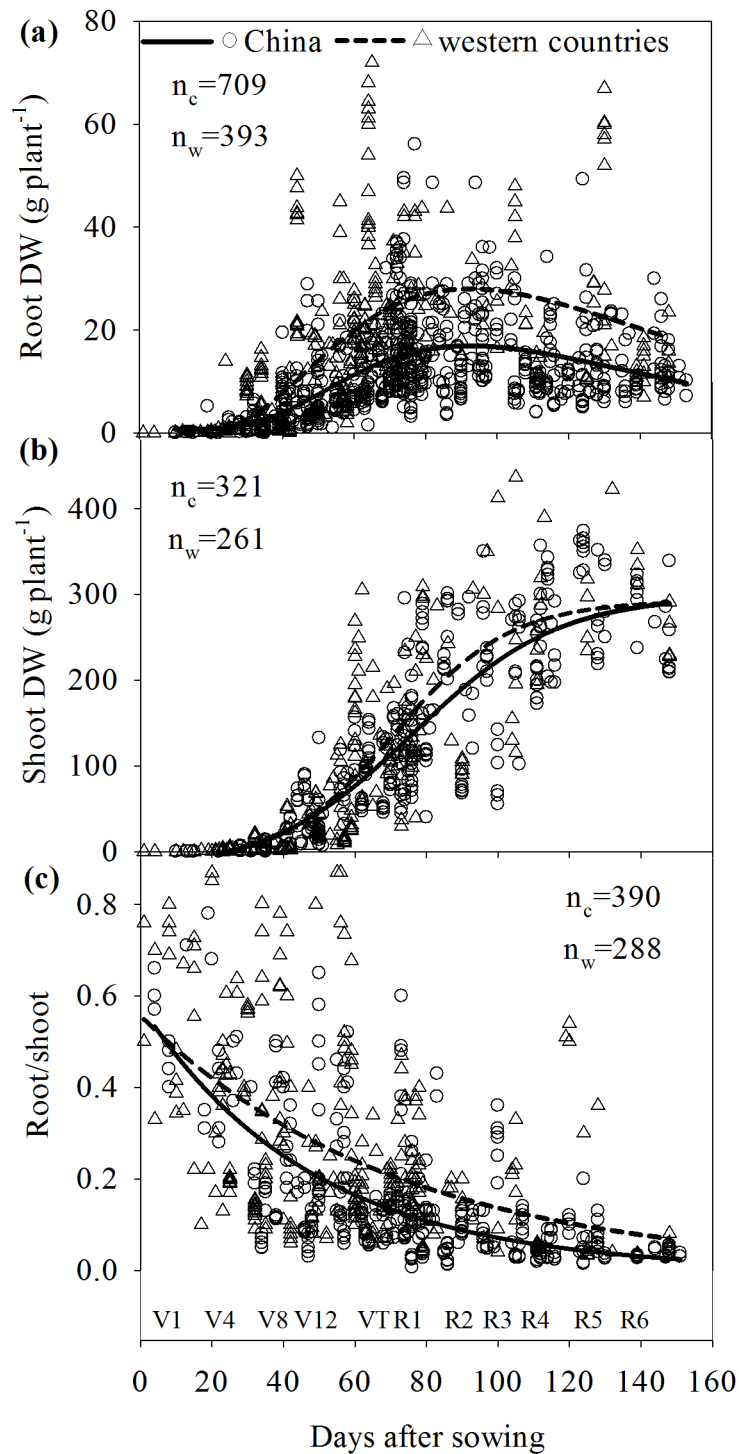 (a)
China
western countries
n_c=709
n_w=393
80
60
40
20
0
Root DW (g plant⁻¹)
(b)
n_c=321
n_w=261
400
300
200
100
0
Shoot DW (g plant⁻¹)
(c)
n_c=390
n_w=288
0.8
0.6
0.4
0.2
0.0
Root/shoot
V1 V4 V8 V12 VT R1 R2 R3 R4 R5 R6
0 20 40 60 80 100 120 140 160
Days after sowing